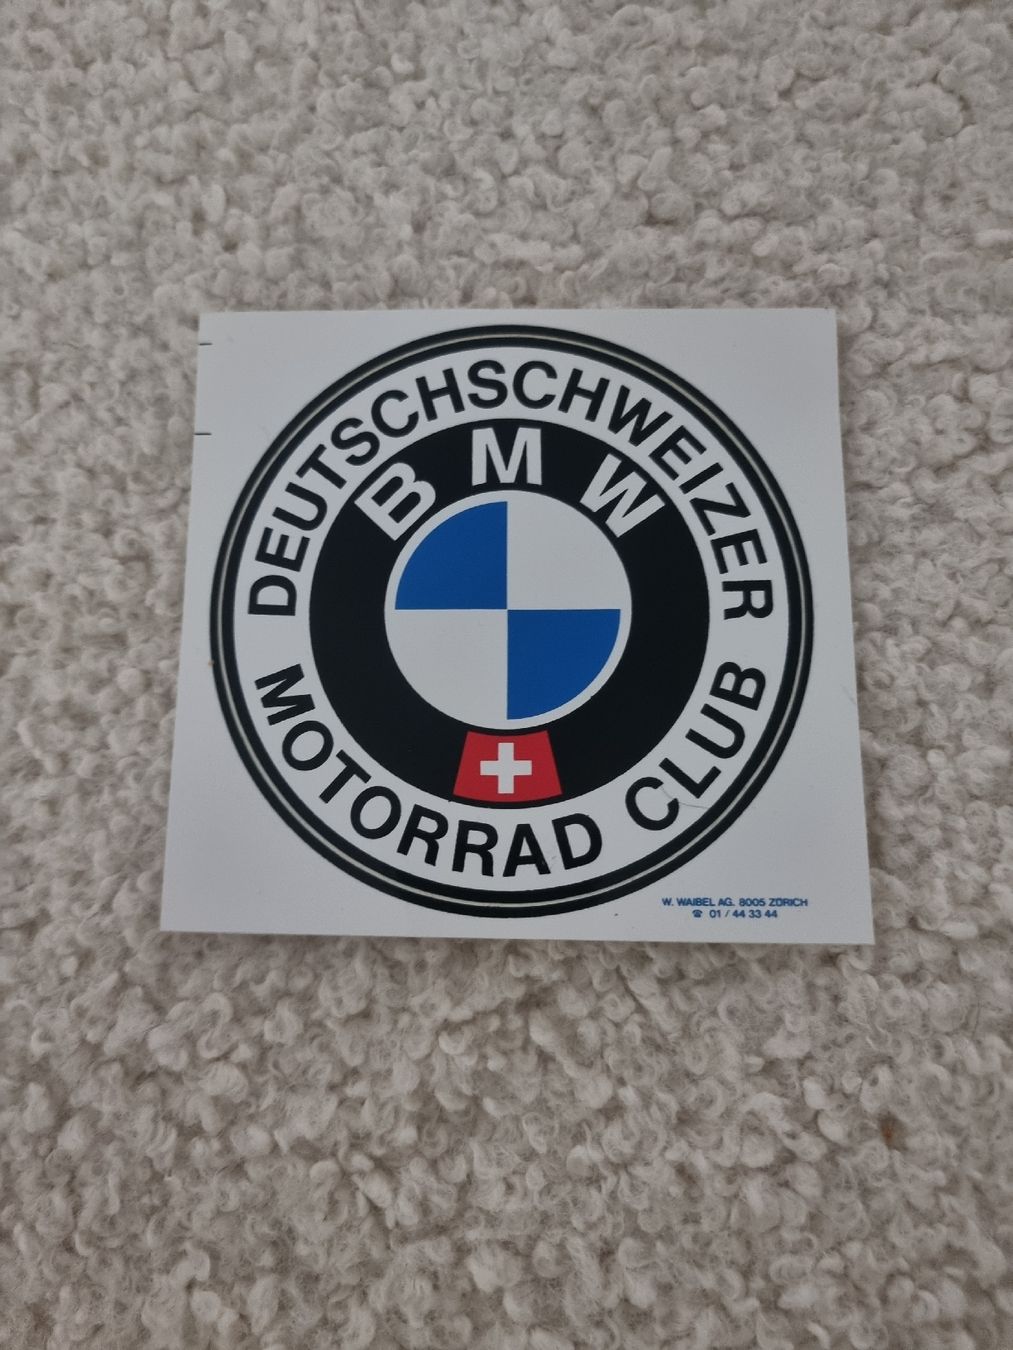 DEUTSCHSCHWEIZER
BMW
MOTORRAD CLUB
W. WAIBEL AG. 8005 ZÜRICH
☎ 01 / 44 33 44